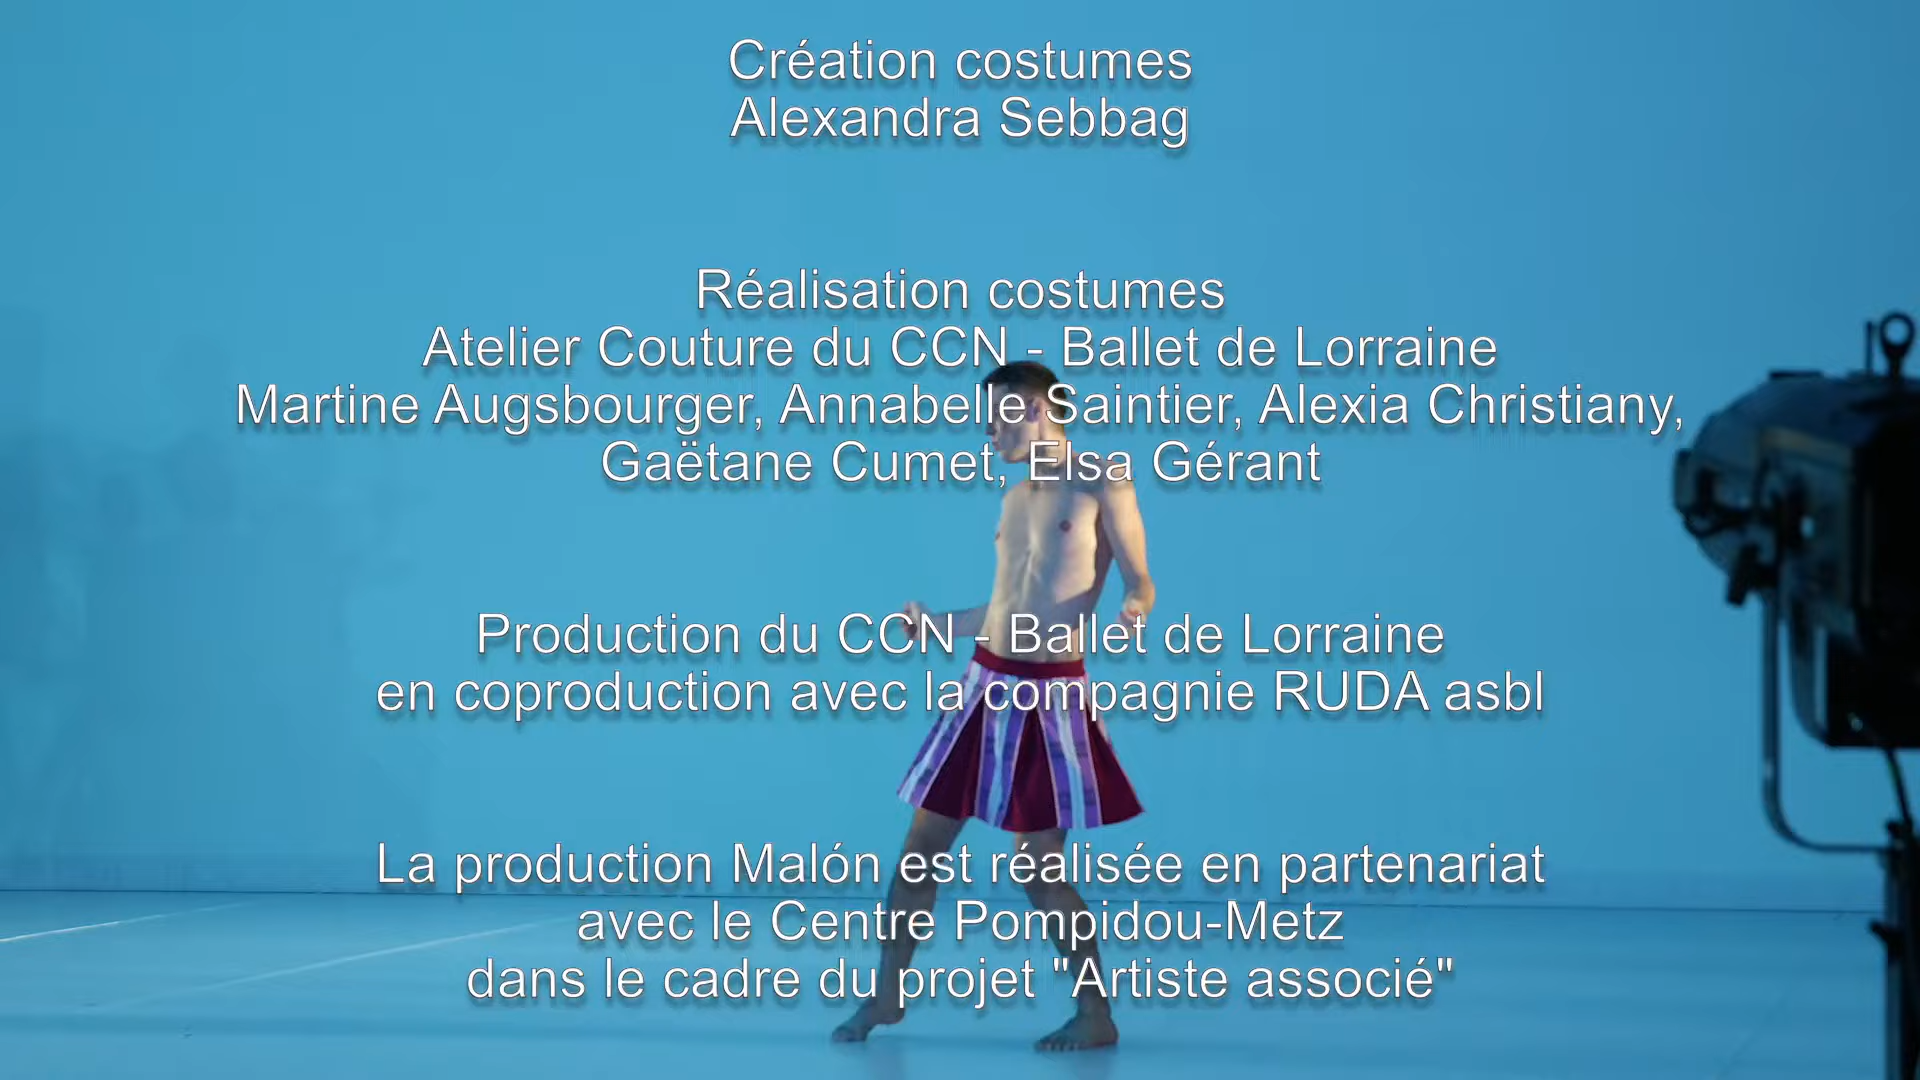 Création costumes
Alexandra Sebbag
Réalisation costumes
Atelier Couture du CCN - Ballet de Lorraine
Martine Augsbourger, Annabelle Saintier, Alexia Christiany,
Gaëtane Cumet, Elsa Gérant
Production du CCN - Ballet de Lorraine
en coproduction avec la compagnie RUDA asbl
La production Malón est réalisée en partenariat
avec le Centre Pompidou-Metz
dans le cadre du projet "Artiste associé"